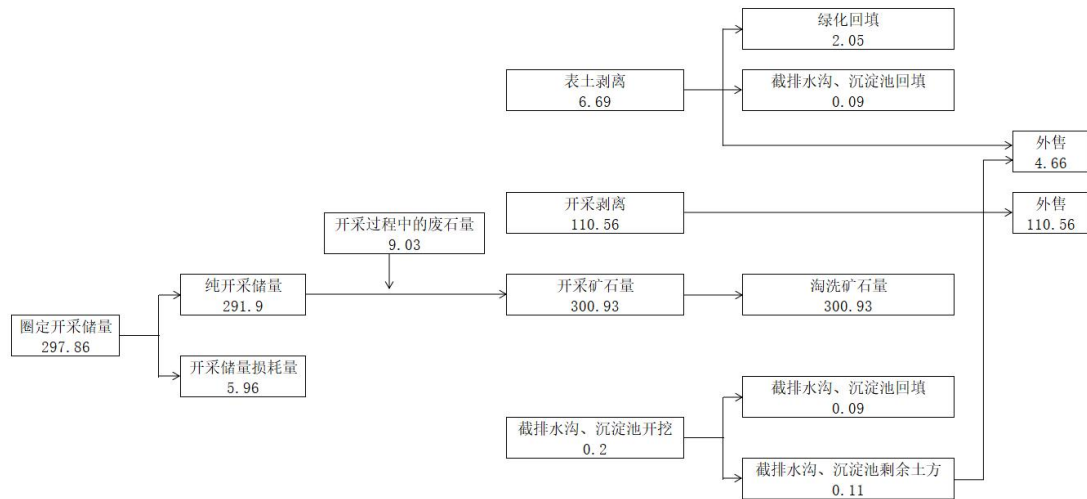 绿化回填
2.05
表土剥离
6.69
截排水沟、沉淀池回填
0.09
外售
4.66
开采剥离
110.56
外售
110.56
开采过程中的废石量
9.03
纯开采储量
291.9
开采矿石量
300.93
淘洗矿石量
300.93
圈定开采储量
297.86
开采储量损耗量
5.96
截排水沟、沉淀池回填
0.09
截排水沟、沉淀池开挖
0.2
截排水沟、沉淀池剩余土方
0.11